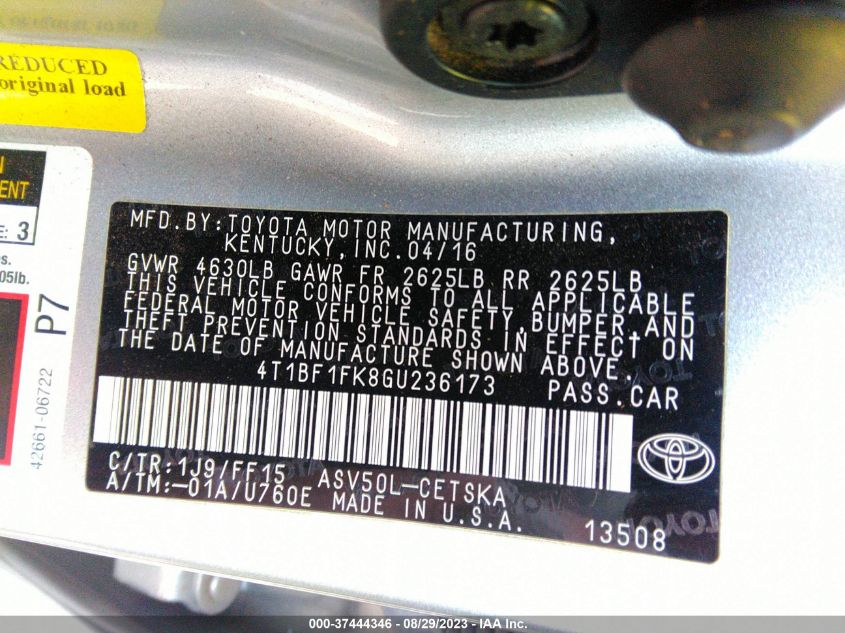 REDUCED
original load
ENT
E: 3
05lb.
P7
42661-06722
MFD.BY:TOYOTA MOTOR MANUFACTURING,
KENTUCKY,INC.04/16
GVWR 4630LB GAWR FR 2625LB RR 2625LB
THIS VEHICLE CONFORMS TO ALL APPLICABLE
FEDERAL MOTOR VEHICLE SAFETY,BUMPER,AND
THEFT PREVENTION STANDARDS IN EFFECT ON
THE DATE OF MANUFACTURE SHOWN ABOVE.
4T1BF1FK8GU236173 PASS.CAR
C/TR:1J9/FF15 ASV50L-CETSKA
A/TM:-01A/U760E MADE IN U.S.A.
13508
000-37444346 - 08/29/2023 - IAA Inc.